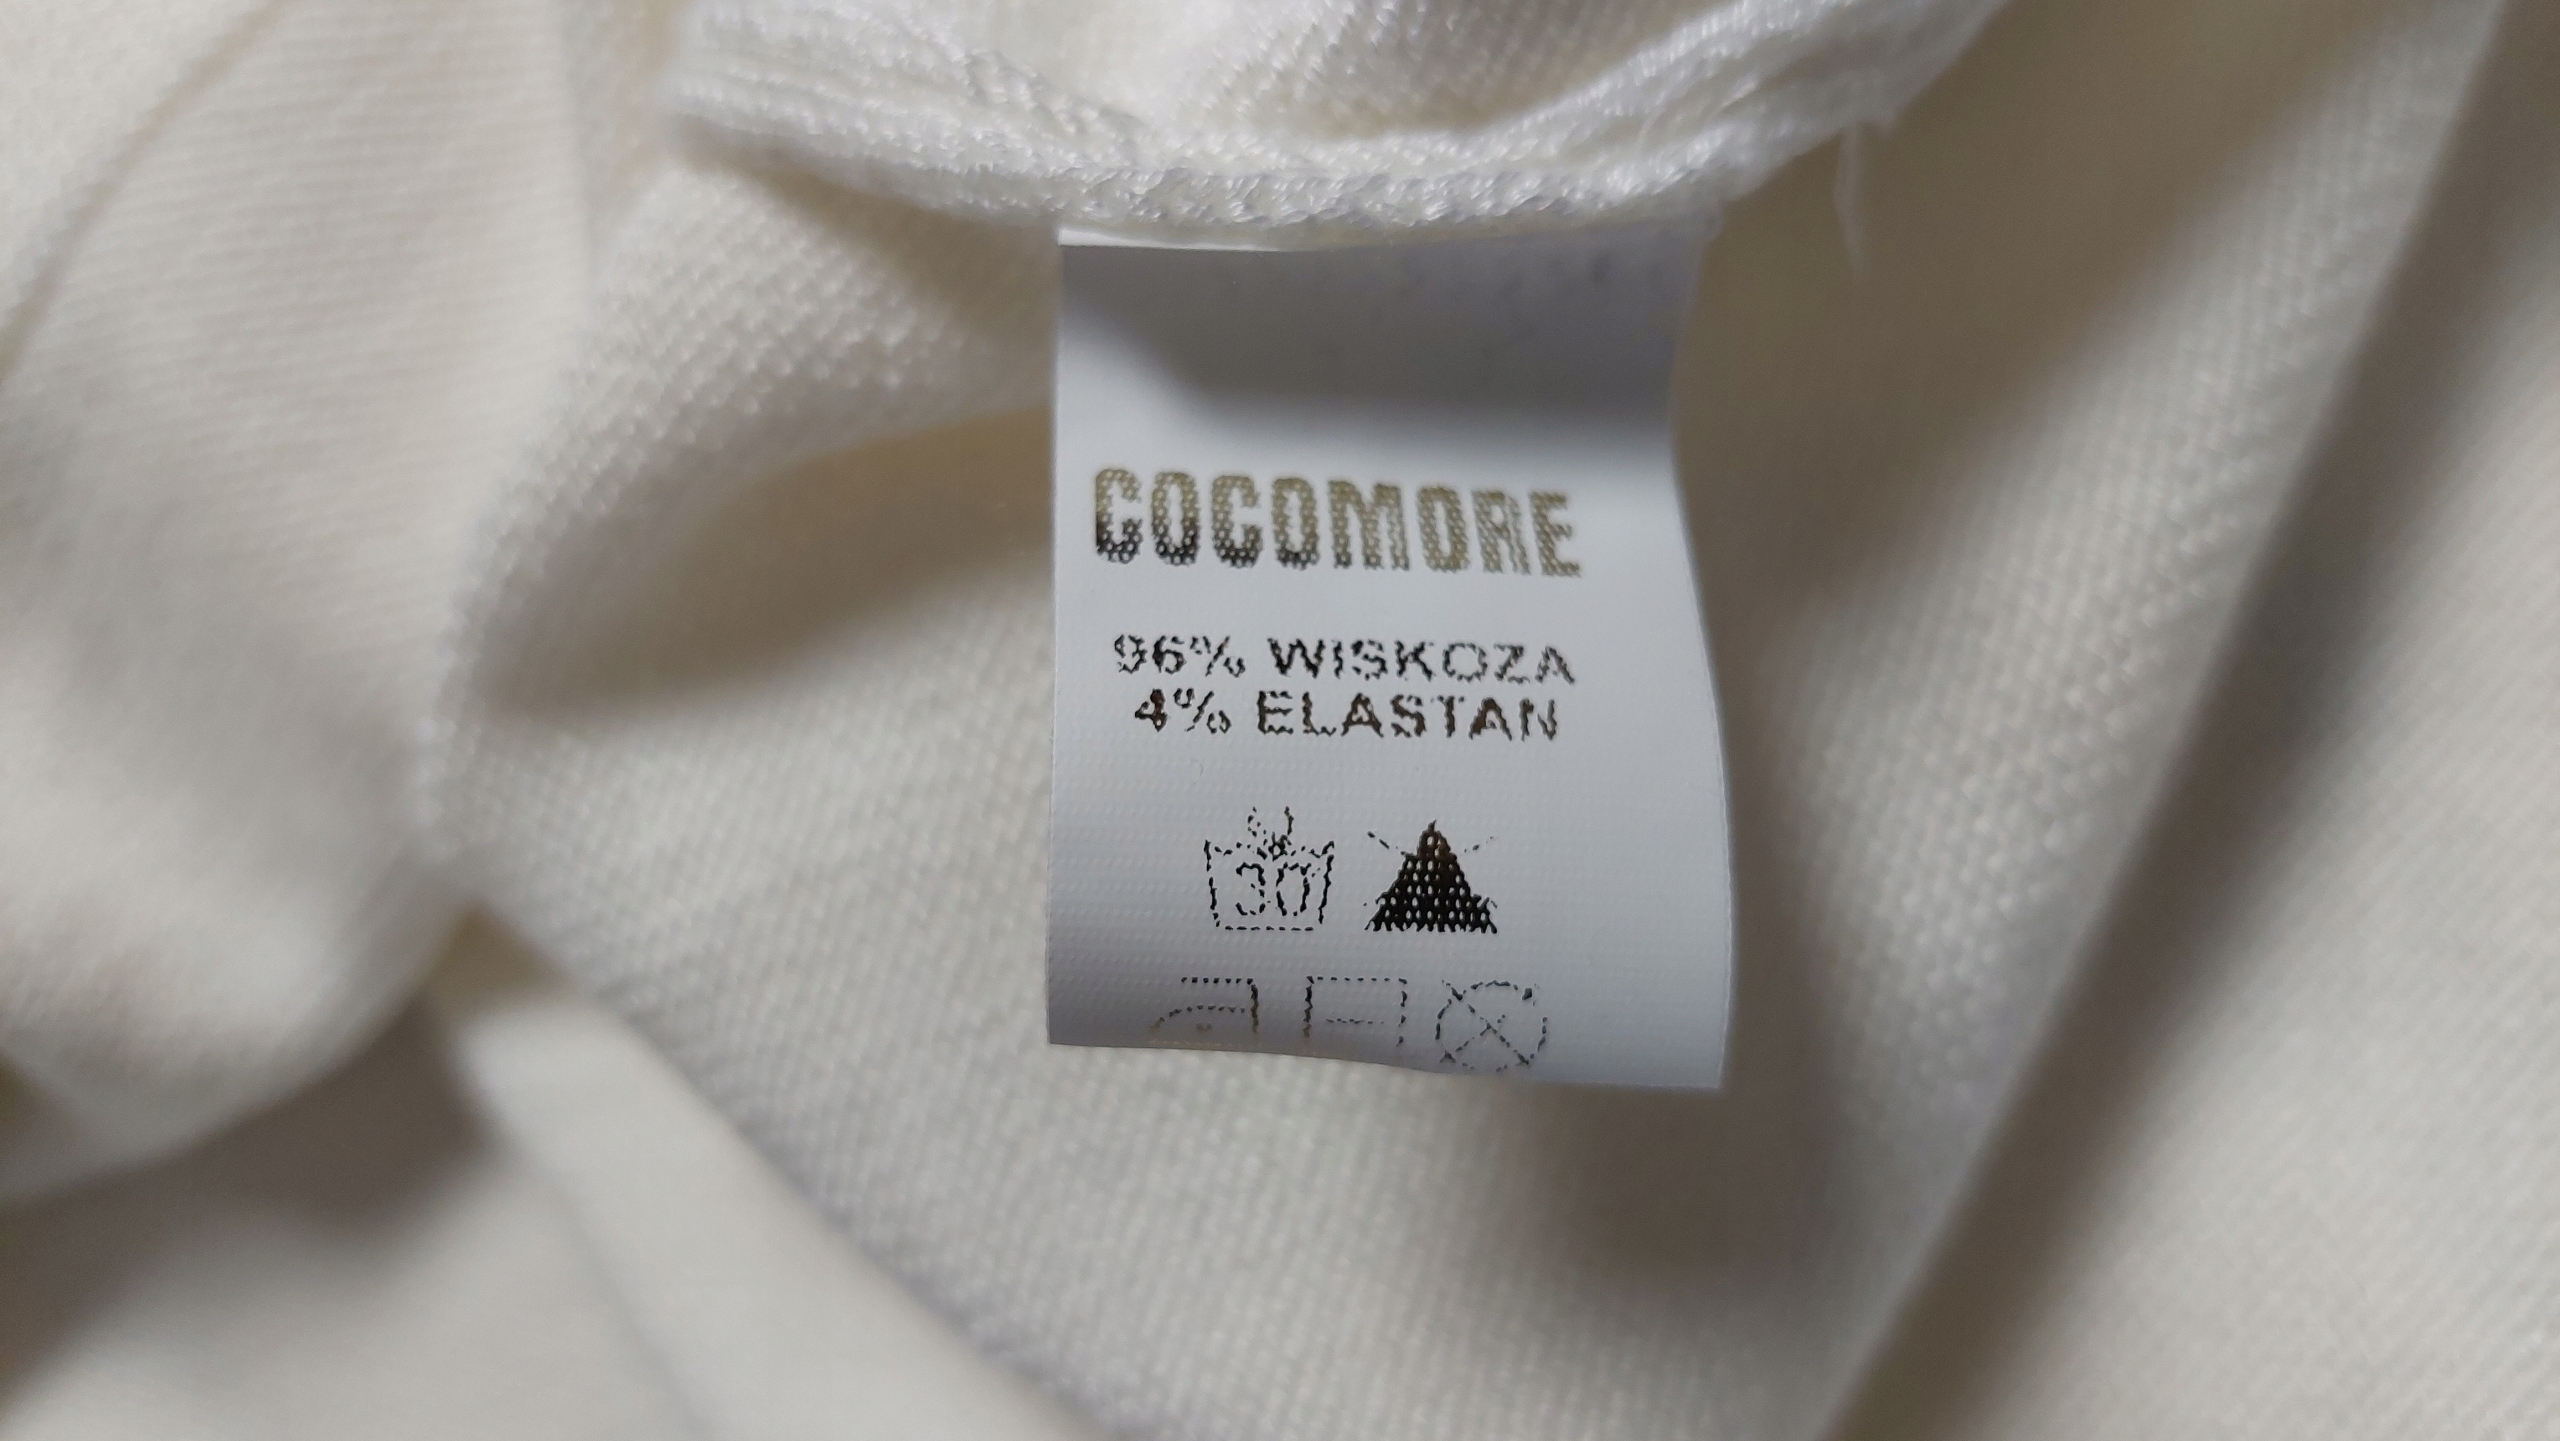 COCOMORE
96% WISKOZA
4% ELASTAN
30